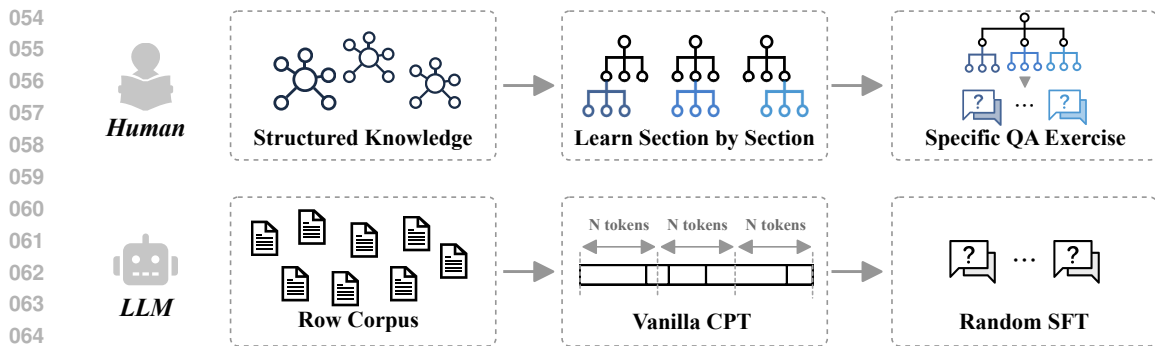 054
055
056
057
058
059
060
061
062
063
064
Human
Structured Knowledge
Learn Section by Section
? ... ?
Specific QA Exercise
LLM
Row Corpus
N tokens N tokens N tokens
Vanilla CPT
? ... ?
Random SFT